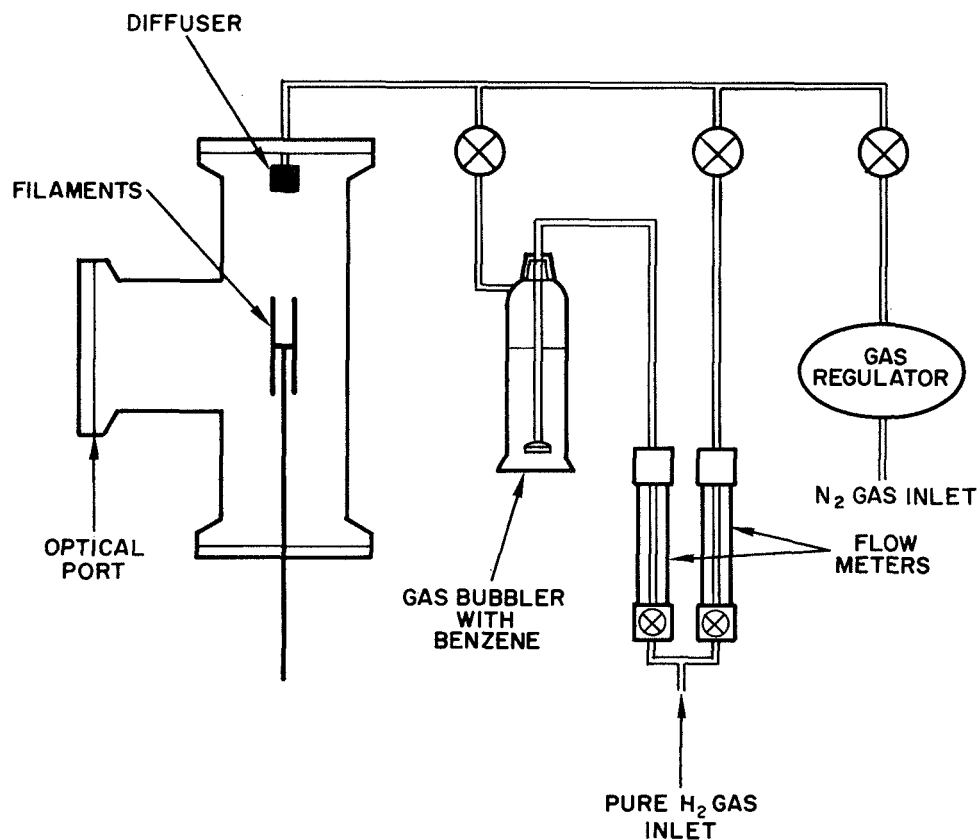 DIFFUSER
FILAMENTS
GAS
REGULATOR
N₂ GAS INLET
OPTICAL
PORT
GAS BUBBLER
WITH
BENZENE
FLOW
METERS
PURE H₂ GAS
INLET